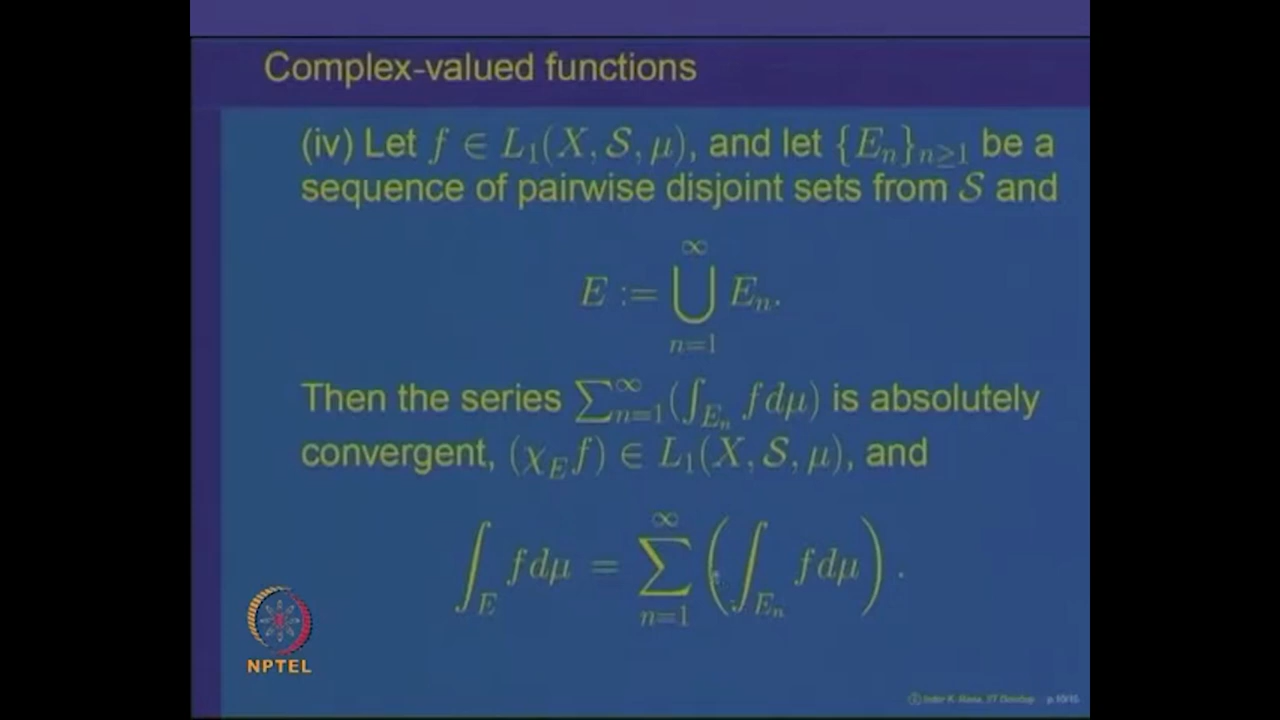 Complex-valued functions
(iv) Let f ∈ L₁(X, 𝒮, μ), and let {Eₙ}ₙ≥₁ be a
sequence of pairwise disjoint sets from 𝒮 and
E := ⋃_{n=1}^{∞} Eₙ.
Then the series ∑_{n=1}^{∞} (∫_{Eₙ} f dμ) is absolutely
convergent, (χ_E f) ∈ L₁(X, 𝒮, μ), and
∫_E f dμ = ∑_{n=1}^{∞} (∫_{Eₙ} f dμ).
NPTEL